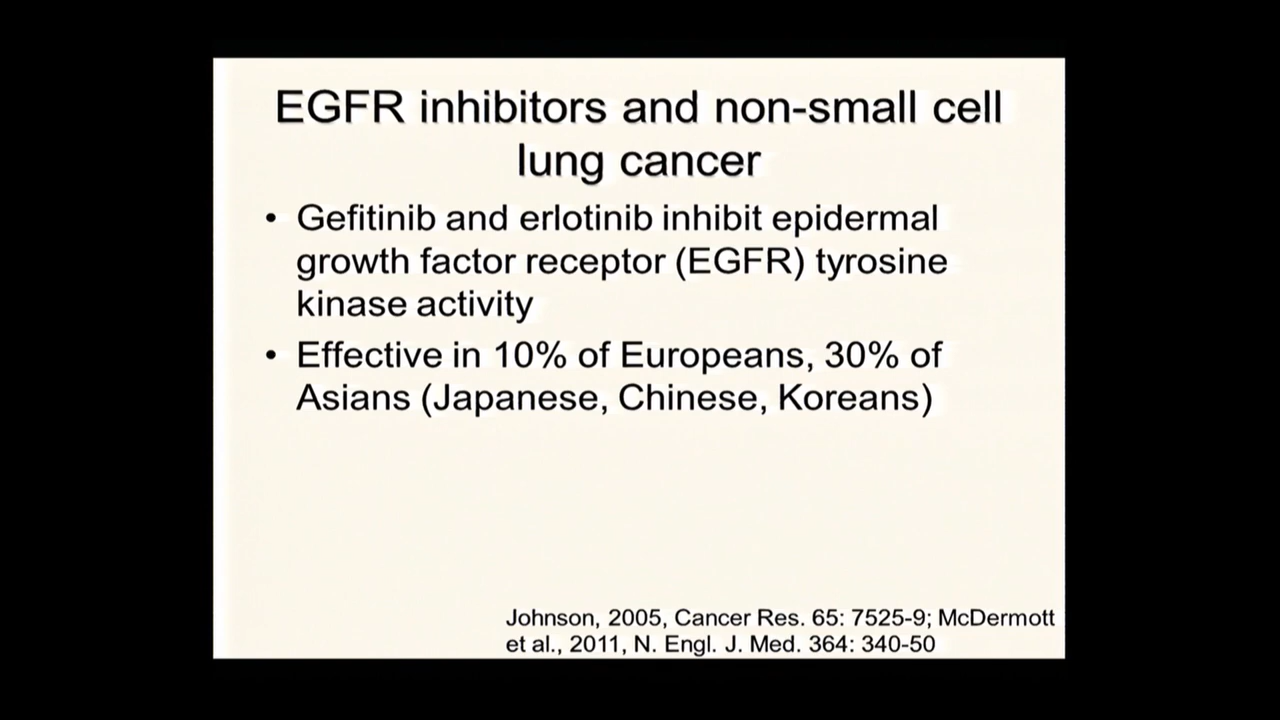 EGFR inhibitors and non-small cell
lung cancer
• Gefitinib and erlotinib inhibit epidermal
growth factor receptor (EGFR) tyrosine
kinase activity
• Effective in 10% of Europeans, 30% of
Asians (Japanese, Chinese, Koreans)
Johnson, 2005, Cancer Res. 65: 7525-9; McDermott
et al., 2011, N. Engl. J. Med. 364: 340-50